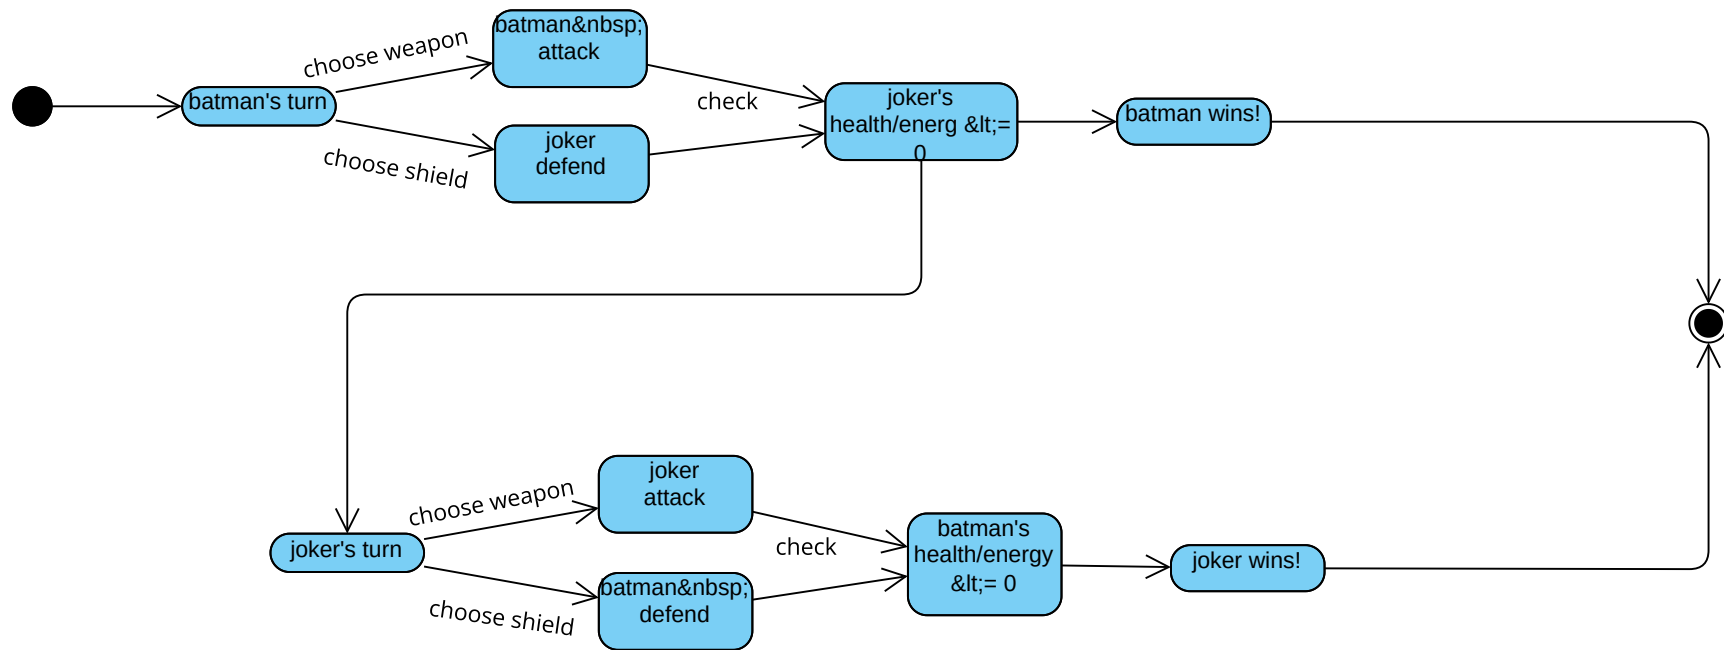 batman's turn
choose weapon
choose shield
batman&nbsp;
attack
joker
defend
check
joker's
health/energ &lt;=
0
batman wins!
joker's turn
choose weapon
choose shield
joker
attack
batman&nbsp;
defend
check
batman's
health/energy
&lt;= 0
joker wins!